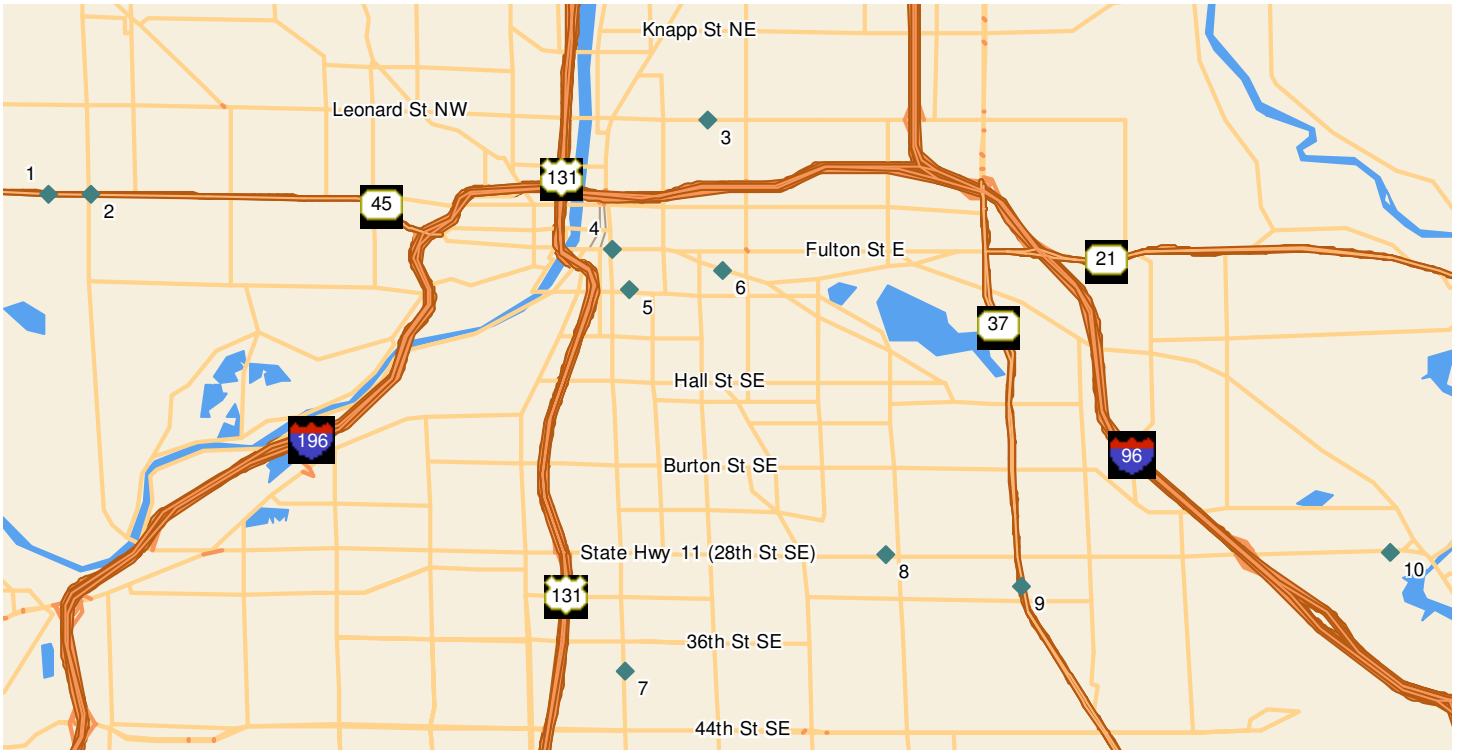 Knapp St NE
Leonard St NW
3
1
131
2
45
4
Fulton St E
21
6
5
37
Hall St SE
196
96
Burton St SE
State Hwy 11 (28th St SE)
8
10
131
9
36th St SE
7
44th St SE